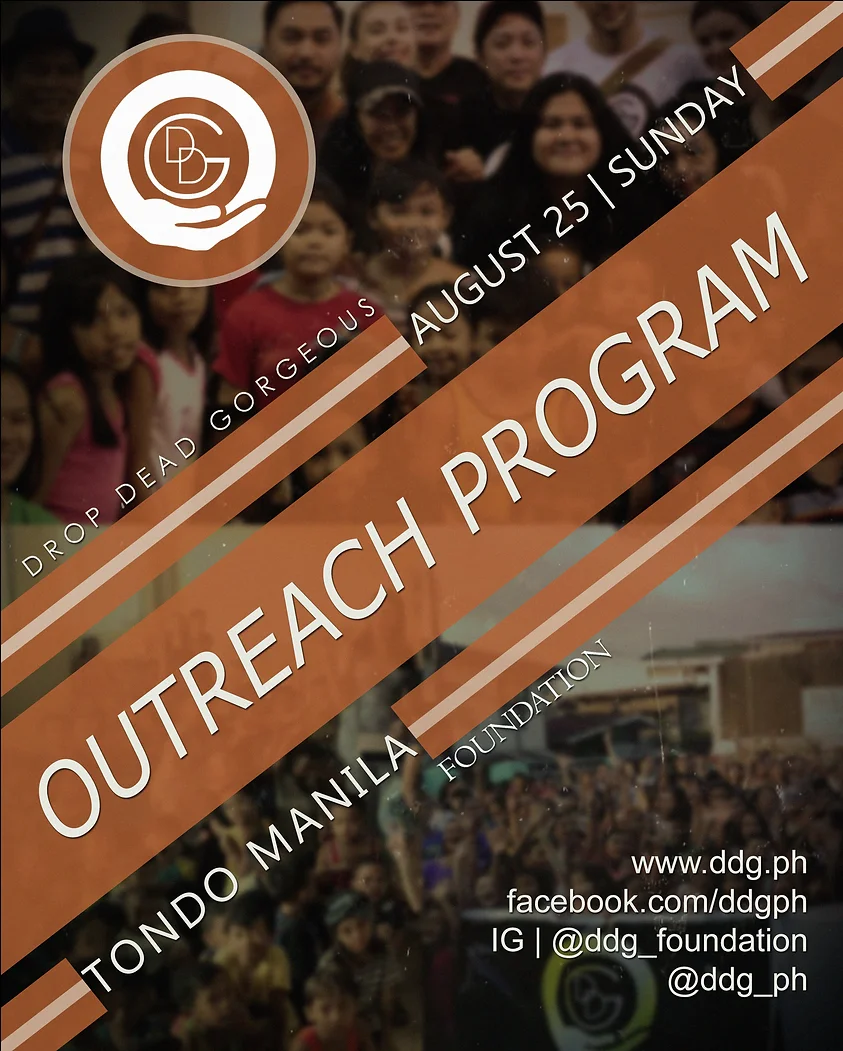 DDG
AUGUST 25 | SUNDAY
DROP DEAD GORGEOUS
OUTREACH PROGRAM
FOUNDATION
TONDO MANILA
www.ddg.ph
facebook.com/ddgph
IG | @ddg_foundation
@ddg_ph
DDG